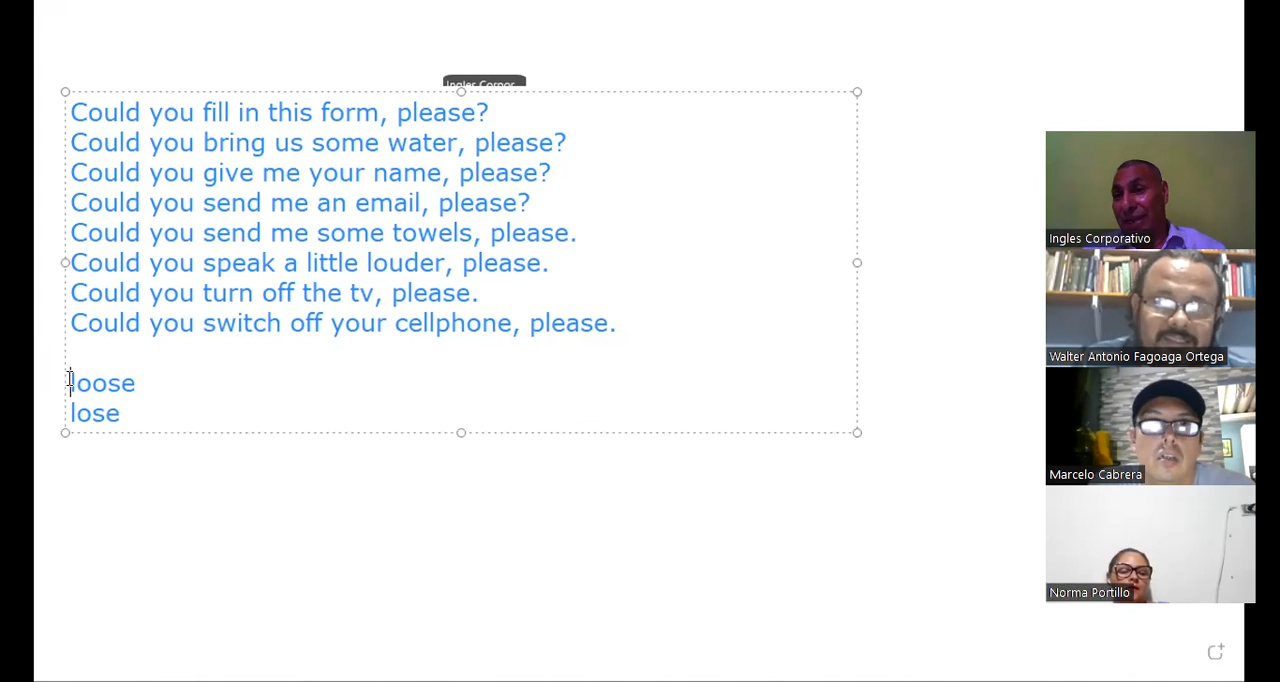 Ingles Corpor...
Could you fill in this form, please?
Could you bring us some water, please?
Could you give me your name, please?
Could you send me an email, please?
Could you send me some towels, please.
Could you speak a little louder, please.
Could you turn off the tv, please.
Could you switch off your cellphone, please.
loose
lose
Ingles Corporativo
Walter Antonio Fagoaga Ortega
Marcelo Cabrera
Norma Portillo